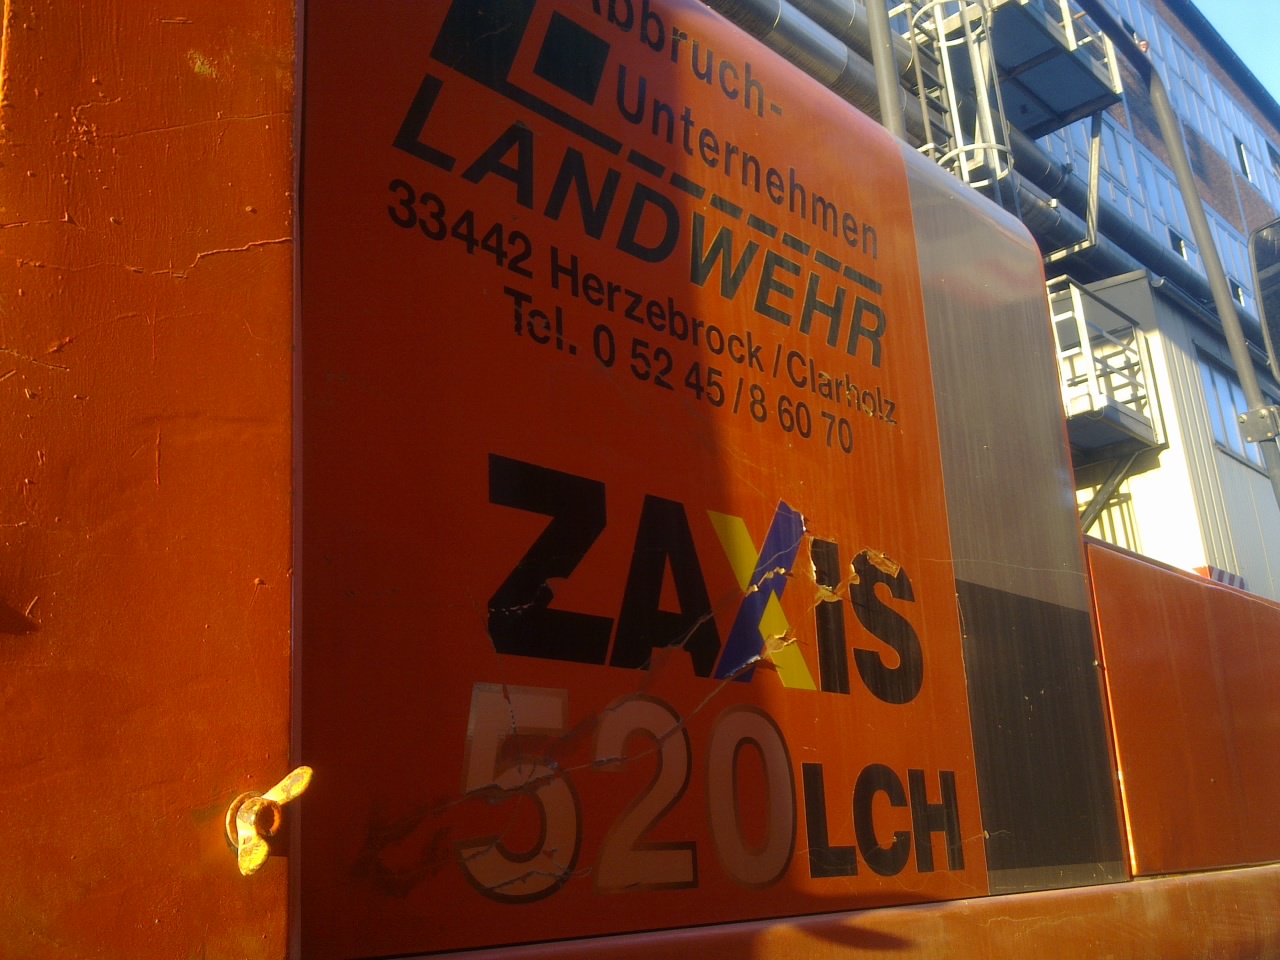 Abbruch-
Unternehmen
LANDWEHR
33442 Herzebrock / Clarholz
Tel. 0 52 45 / 8 60 70
ZAXIS
520LCH